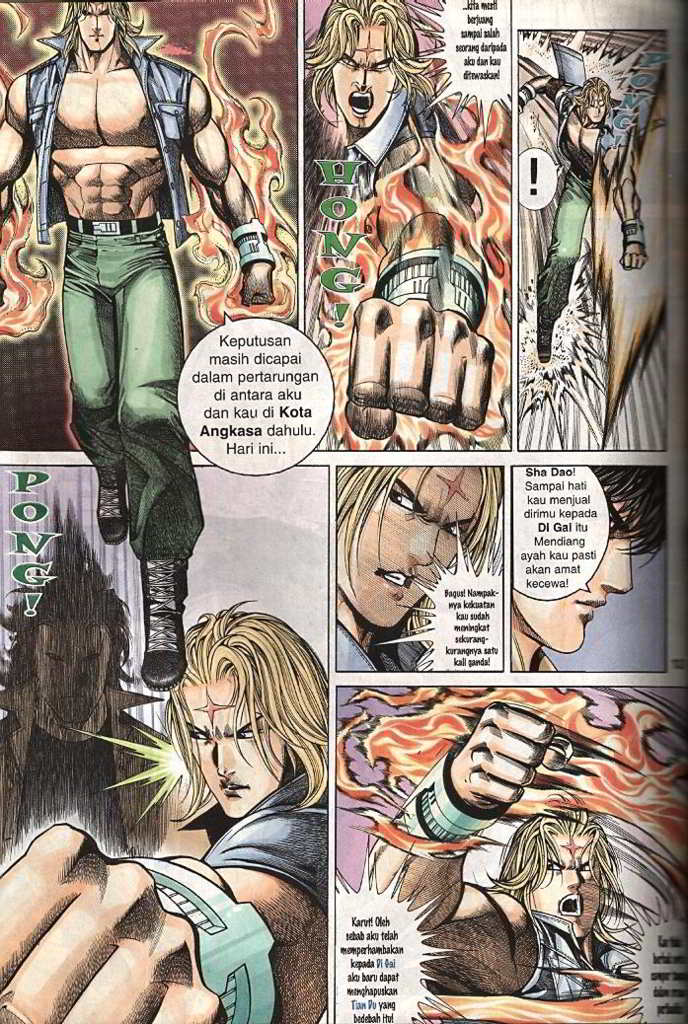 Keputusan
masih dicapai
dalam pertarungan
di antara aku
dan kau di Kota
Angkasa dahulu.
Hari ini...
...kita mesti
berjuang
sampai salah
seorang daripada
aku dan kau
ditewaskan!
HONG!
PONG!
!
PONG!
Bagus! Nampak-
nya kekuatan
kau sudah
meningkat
sekurang-
kurangnya satu
kali ganda!
Sha Dao!
Sampai hati
kau menjual
dirimu kepada
Di Gai itu
Mendiang
ayah kau pasti
akan amat
kecewa!
Karut! Oleh
sebab aku telah
memperhambakan
kepada Di Gai
aku baru dapat
menghapuskan
Tian Du yang
bedebah itu!